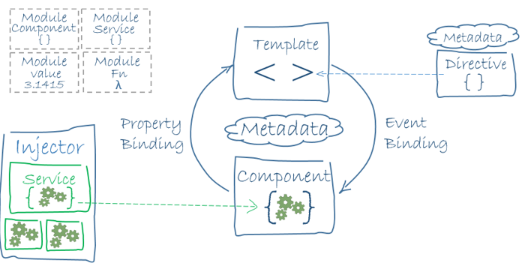 Module
Component
{ }
Module
Service
{ }
Module
value
3.1415
Module
Fn
λ
Template
< >
Metadata
Directive
{ }
Property
Binding
Metadata
Event
Binding
Injector
Service
{ }
Component
{ }